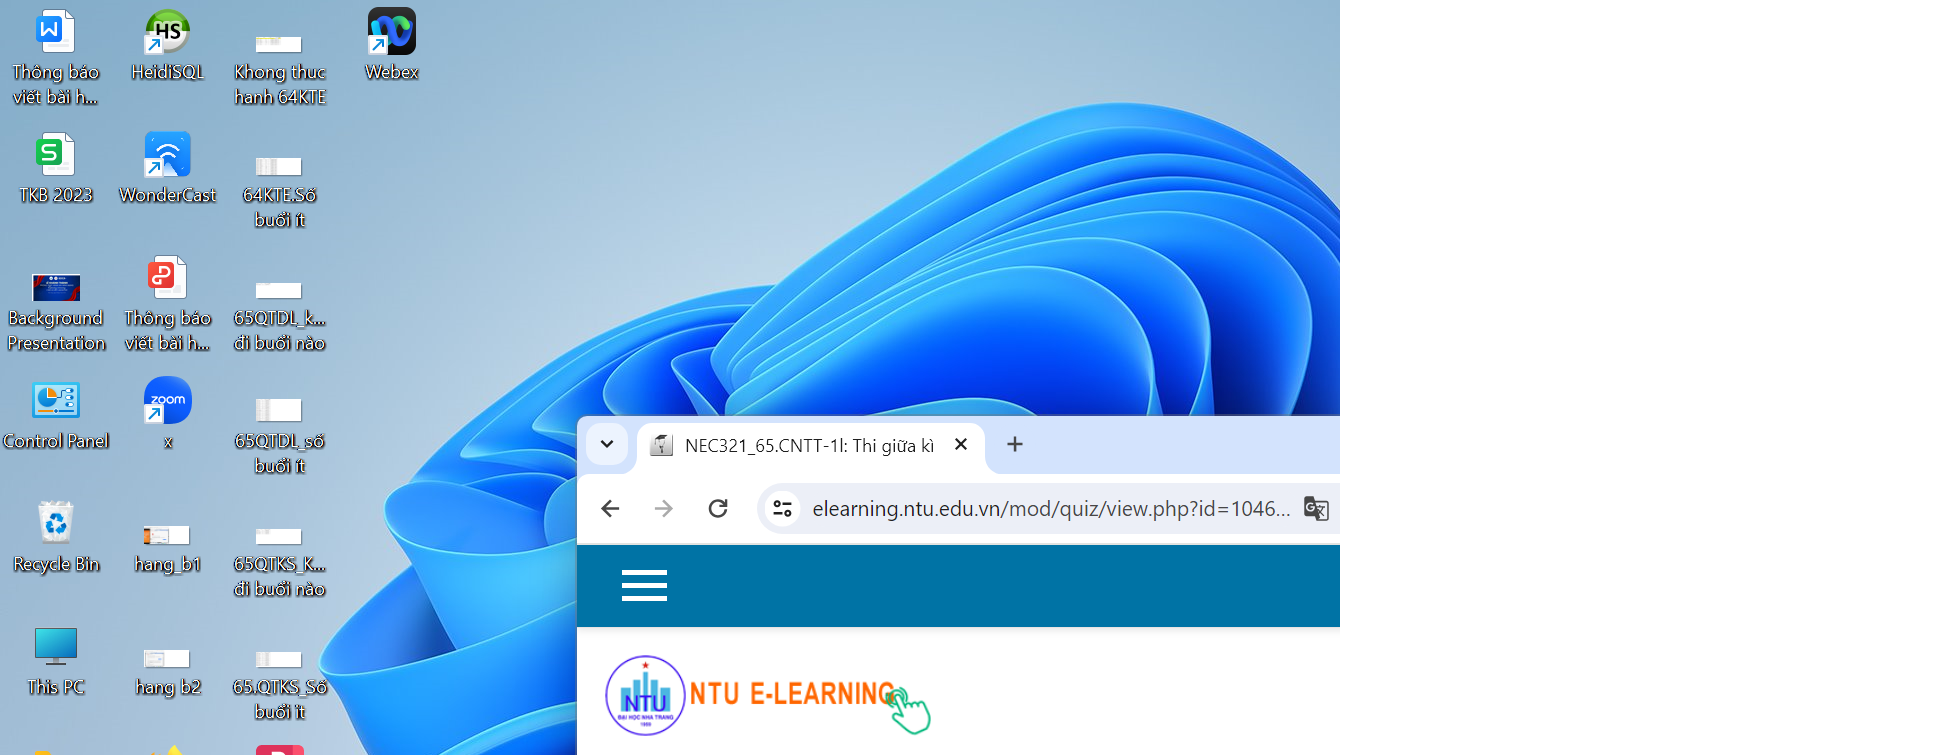 Thông báo
viết bài h...
HeidiSQL
Khong thuc
hanh 64KTE
Webex
TKB 2023
WonderCast
64KTE.Số
buổi ít
Background
Presentation
Thông báo
viết bài h...
65QTDL_k...
đi buổi nào
Control Panel
zoom
x
65QTDL_số
buổi ít
Recycle Bin
hang_b1
65QTKS_K...
đi buổi nào
This PC
hang b2
65.QTKS_Số
buổi ít
NEC321_65.CNTT-1l: Thi giữa kì
elearning.ntu.edu.vn/mod/quiz/view.php?id=1046...
NTU
ĐẠI HỌC NHA TRANG
1959
NTU E-LEARNING